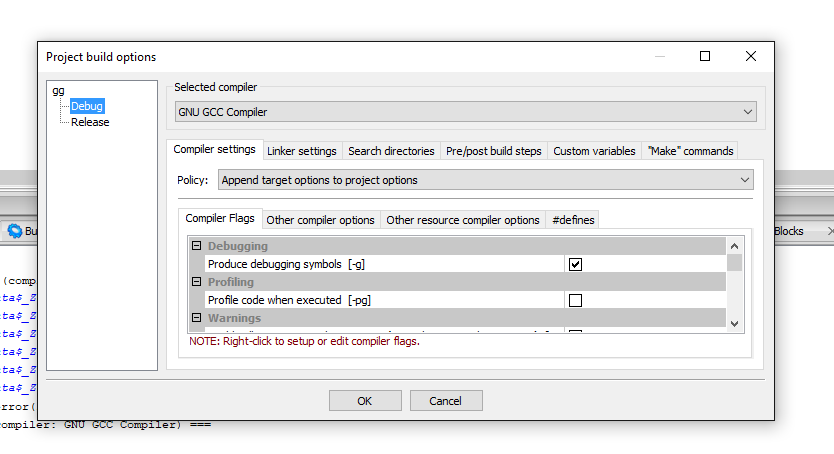 Project build options
gg
Debug
Release
Selected compiler
GNU GCC Compiler
Compiler settings Linker settings Search directories Pre/post build steps Custom variables "Make" commands
Policy: Append target options to project options
Compiler Flags Other compiler options Other resource compiler options #defines
Debugging
Produce debugging symbols [-g]
Profiling
Profile code when executed [-pg]
Warnings
NOTE: Right-click to setup or edit compiler flags.
OK Cancel
Bu
Blocks
(comp
ta$_Z
ta$_Z
ta$_Z
ta$_Z
ta$_Z
ta$_Z
error(
compiler: GNU GCC Compiler) ===